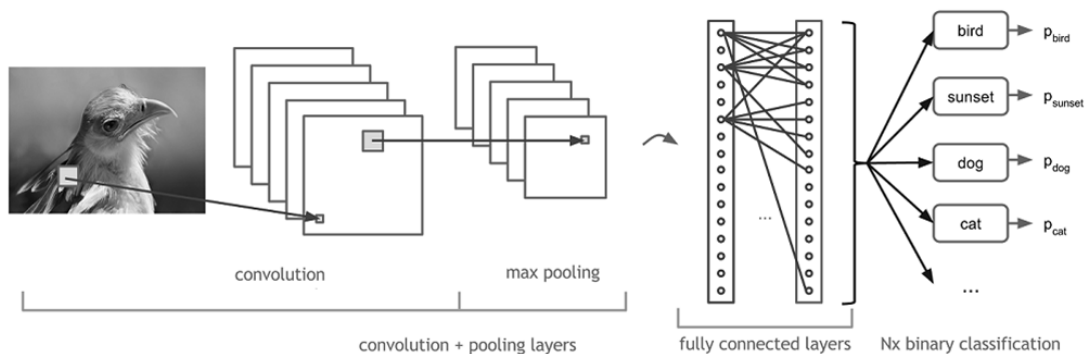 bird
p_bird
sunset
p_sunset
dog
p_dog
cat
p_cat
...
...
convolution
max pooling
convolution + pooling layers
fully connected layers
Nx binary classification